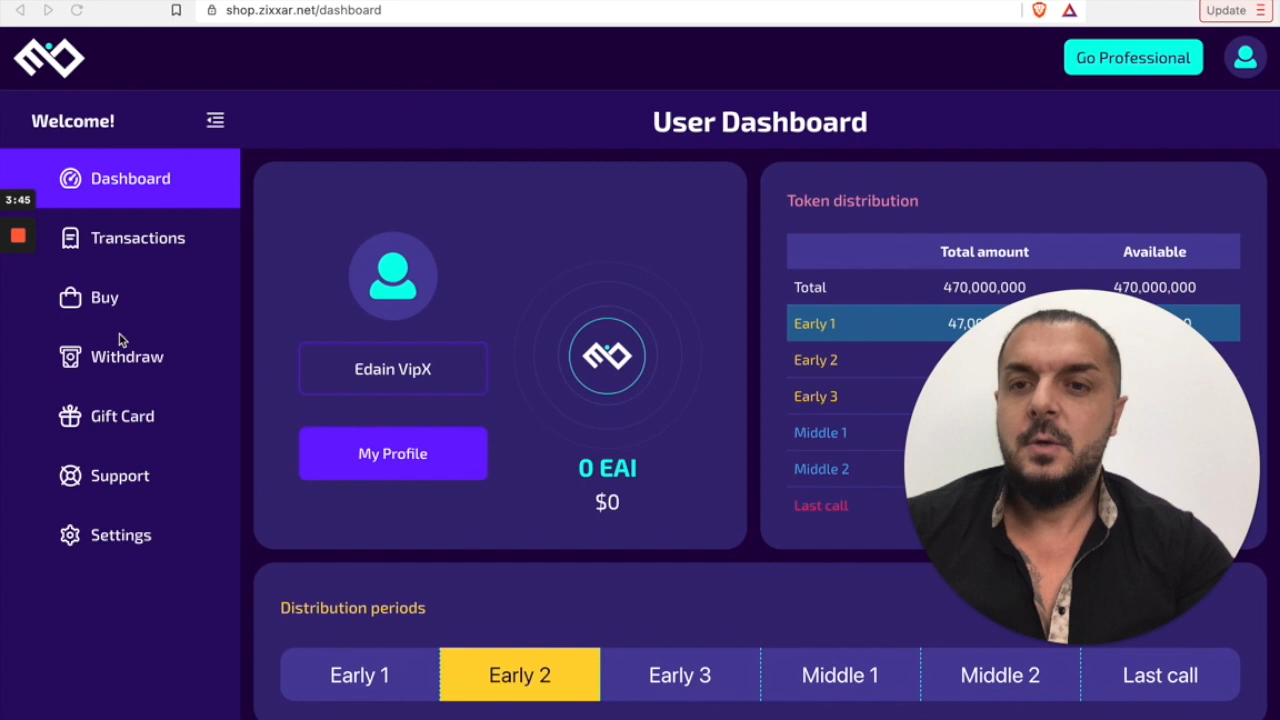 shop.zixxar.net/dashboard
Update
Go Professional
Welcome!
User Dashboard
Dashboard
3:45
Transactions
Buy
Withdraw
Gift Card
Support
Settings
Edain VipX
My Profile
0 EAI
$0
Token distribution
Total amount Available
Total 470,000,000 470,000,000
Early 1
Early 2
Early 3
Middle 1
Middle 2
Last call
Distribution periods
Early 1 Early 2 Early 3 Middle 1 Middle 2 Last call